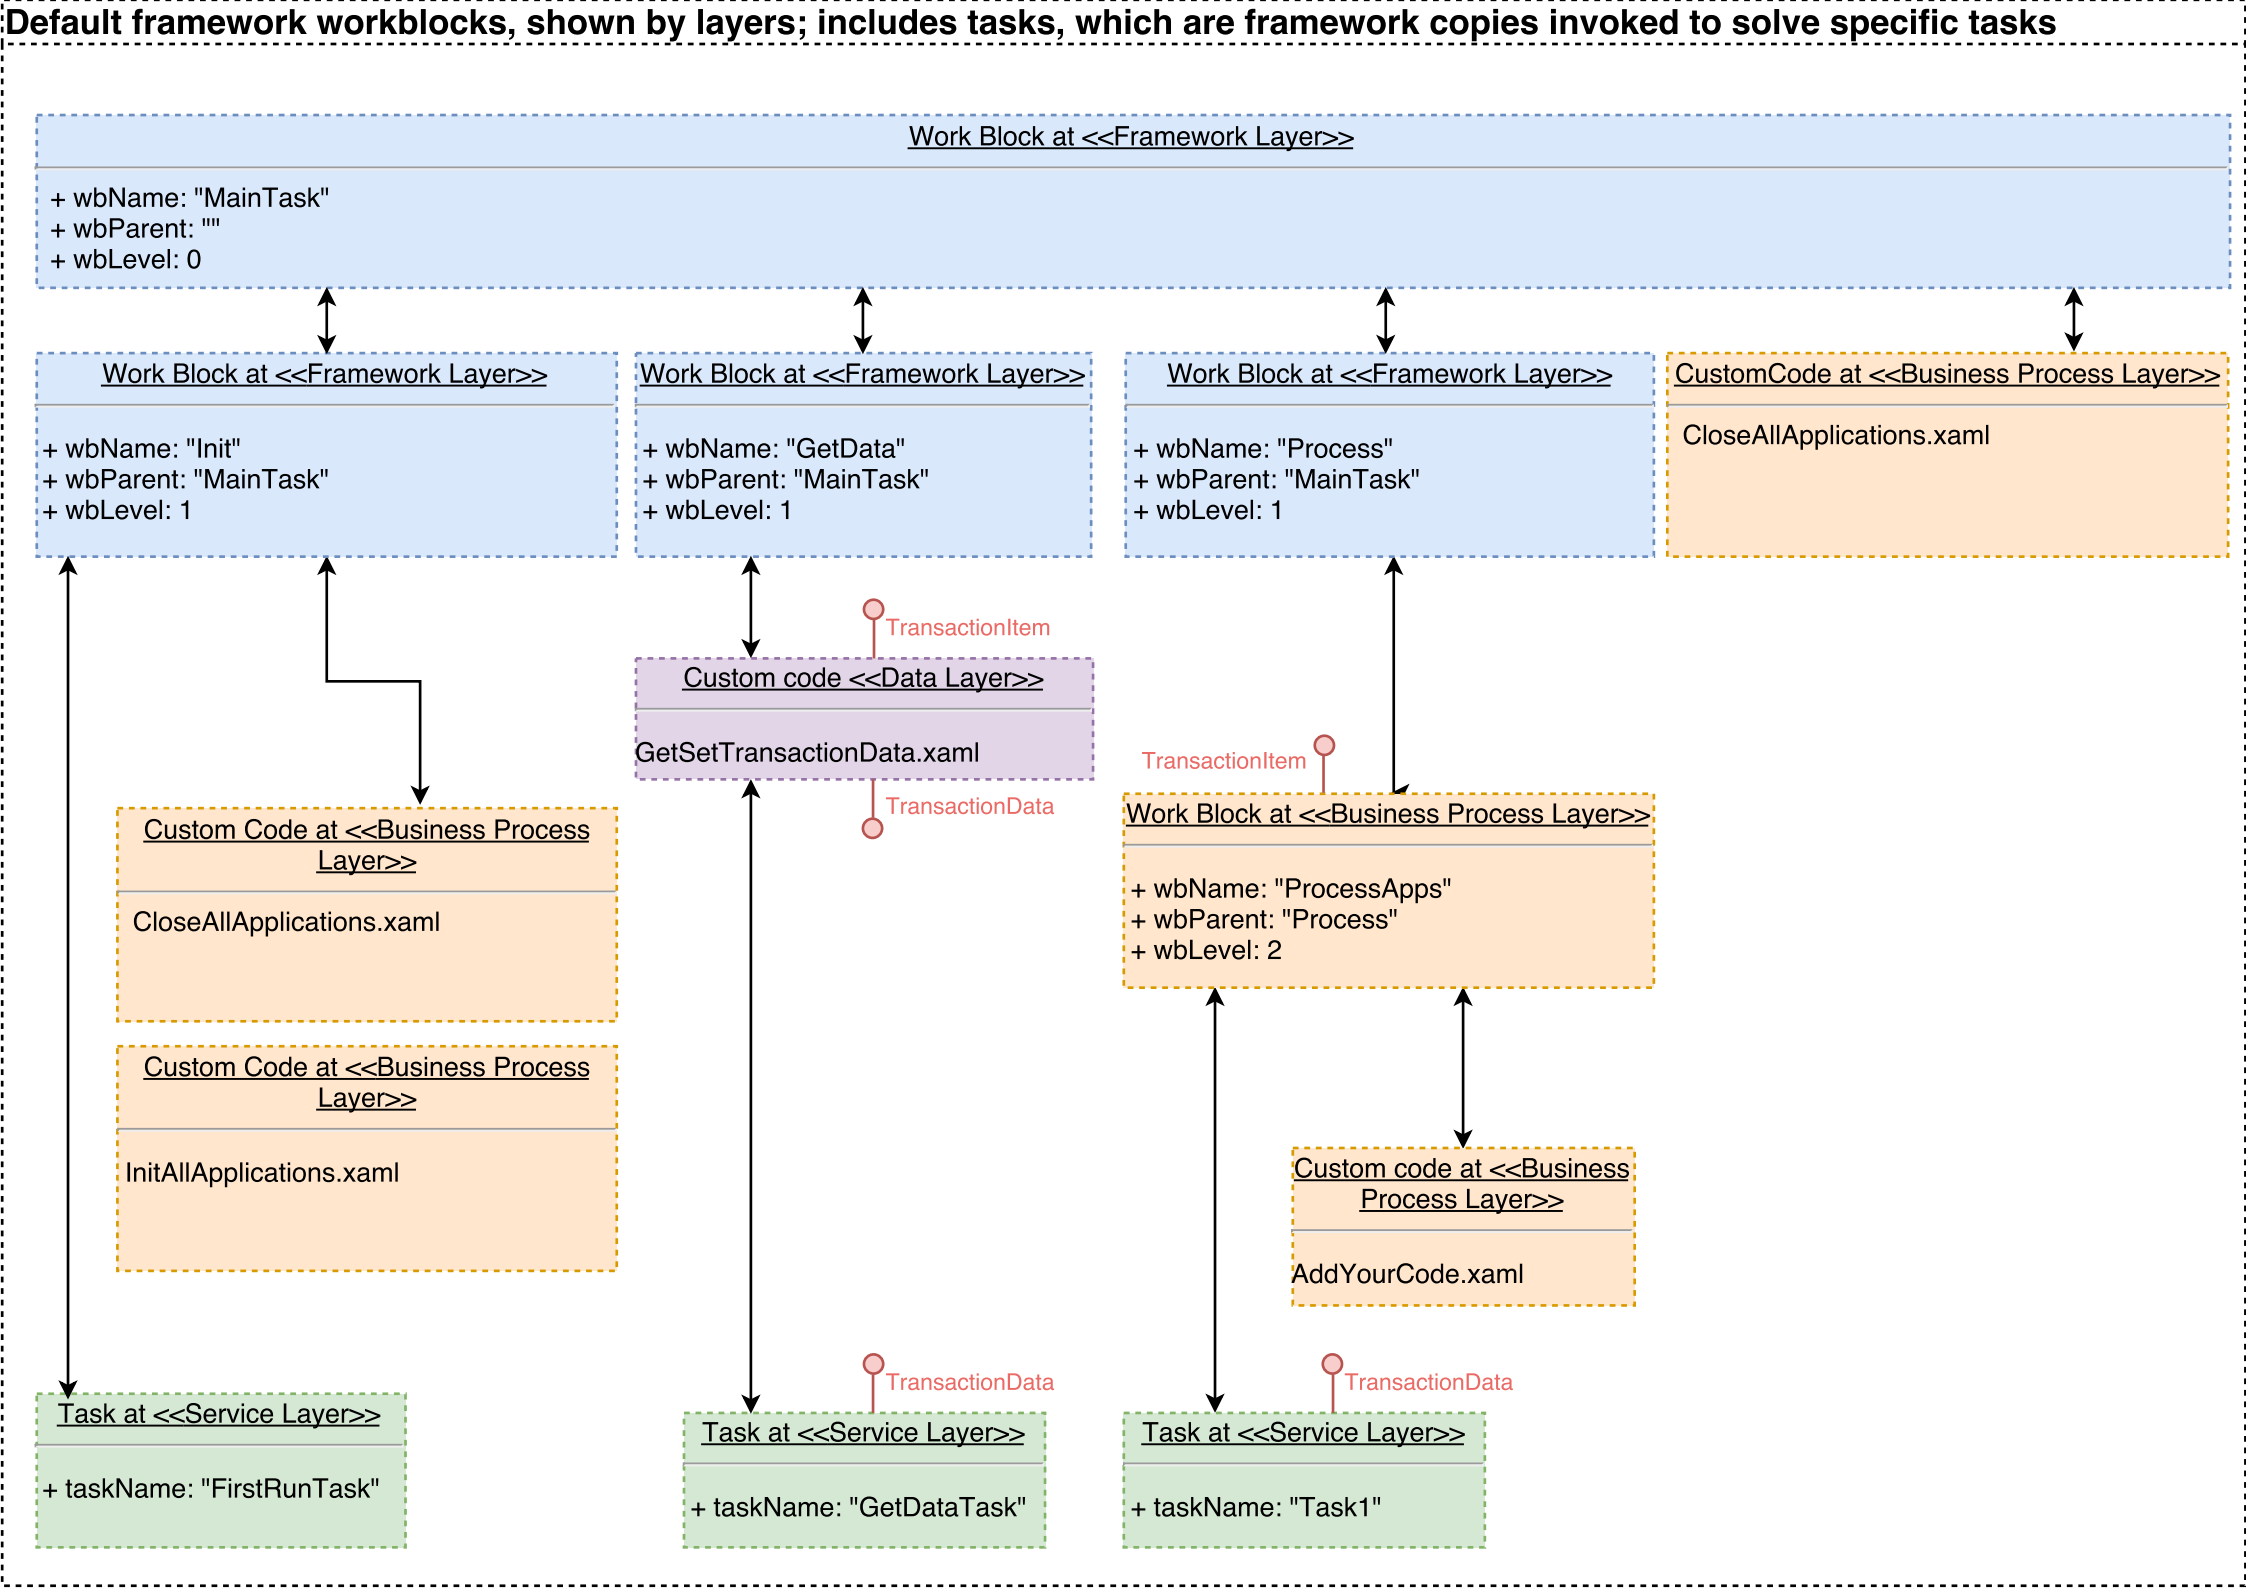 Default framework workblocks, shown by layers; includes tasks, which are framework copies invoked to solve specific tasks
Work Block at <<Framework Layer>>
+ wbName: "MainTask"
+ wbParent: ""
+ wbLevel: 0
Work Block at <<Framework Layer>>
+ wbName: "Init"
+ wbParent: "MainTask"
+ wbLevel: 1
Work Block at <<Framework Layer>>
+ wbName: "GetData"
+ wbParent: "MainTask"
+ wbLevel: 1
Work Block at <<Framework Layer>>
+ wbName: "Process"
+ wbParent: "MainTask"
+ wbLevel: 1
CustomCode at <<Business Process Layer>>
CloseAllApplications.xaml
TransactionItem
Custom code <<Data Layer>>
GetSetTransactionData.xaml
TransactionData
TransactionItem
Work Block at <<Business Process Layer>>
+ wbName: "ProcessApps"
+ wbParent: "Process"
+ wbLevel: 2
Custom Code at <<Business Process
Layer>>
CloseAllApplications.xaml
Custom Code at <<Business Process
Layer>>
InitAllApplications.xaml
Custom code at <<Business
Process Layer>>
AddYourCode.xaml
Task at <<Service Layer>>
+ taskName: "FirstRunTask"
TransactionData
Task at <<Service Layer>>
+ taskName: "GetDataTask"
TransactionData
Task at <<Service Layer>>
+ taskName: "Task1"